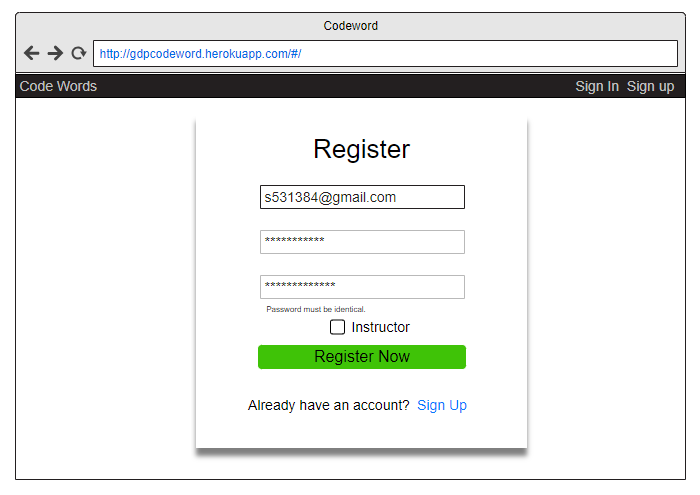 Codeword
http://gdpcodeword.herokuapp.com/#/
Code Words Sign In Sign up
Register
s531384@gmail.com
***********
*************
Password must be identical.
Instructor
Register Now
Already have an account? Sign Up